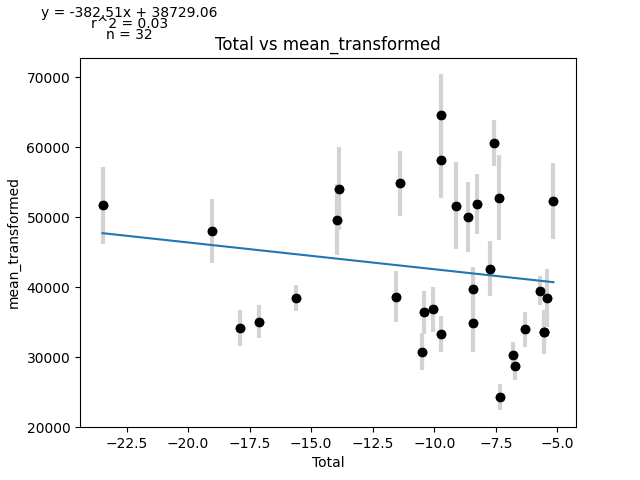 y = -382.51x + 38729.06
r^2 = 0.03
n = 32
Total vs mean_transformed
70000
60000
50000
40000
30000
20000
mean_transformed
−22.5 −20.0 −17.5 −15.0 −12.5 −10.0 −7.5 −5.0
Total